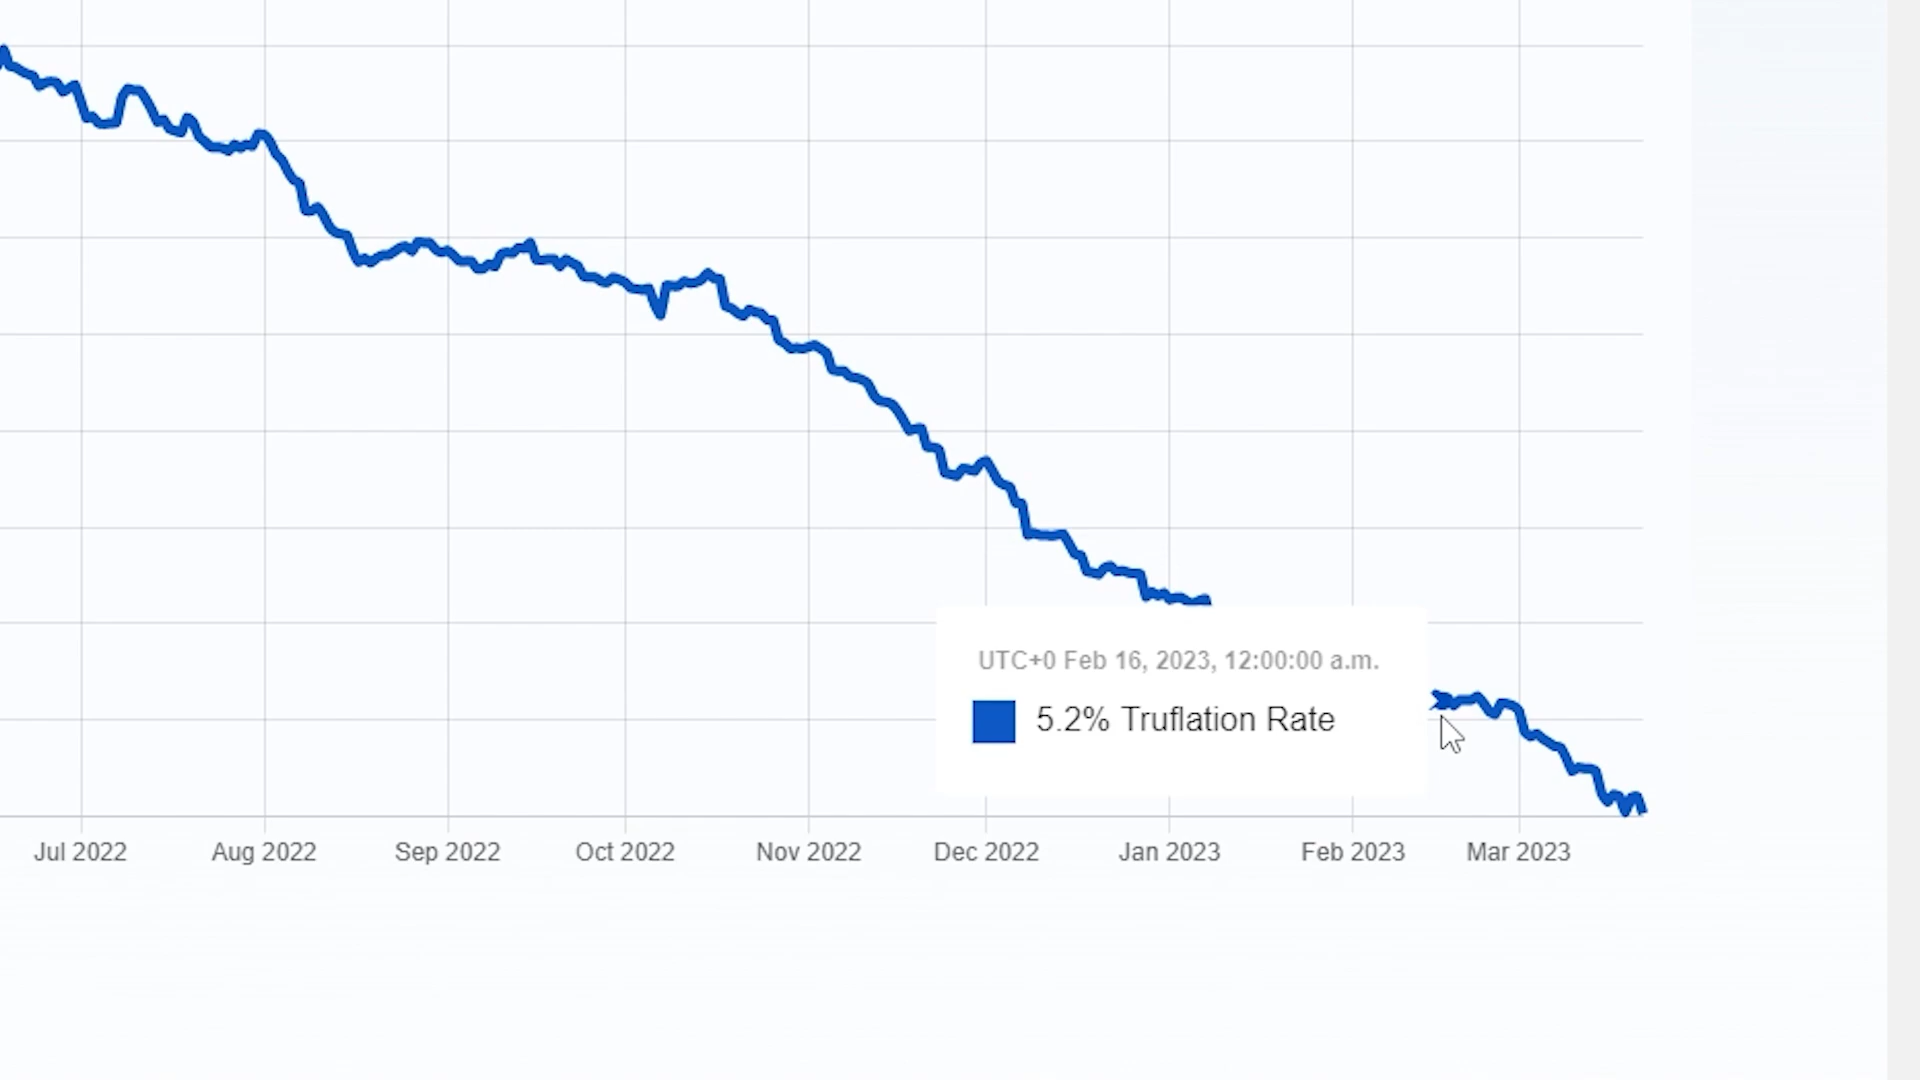 UTC+0 Feb 16, 2023, 12:00:00 a.m.
5.2% Truflation Rate
Jul 2022 Aug 2022 Sep 2022 Oct 2022 Nov 2022 Dec 2022 Jan 2023 Feb 2023 Mar 2023